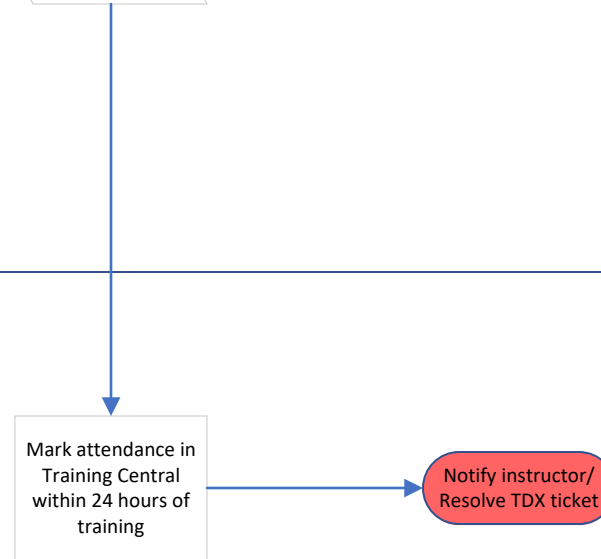 Mark attendance in
Training Central
within 24 hours of
training
Notify instructor/
Resolve TDX ticket